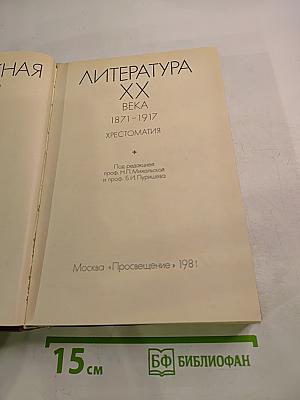 ТНАЯ
ЛИТЕРАТУРА
XX
ВЕКА
1871–1917
ХРЕСТОМАТИЯ
Под редакцией
проф. Н.П. Михальской
и проф. Б.И. Пуришева
Москва «Просвещение» 1981
15 см
БФ БИБЛИОФАН